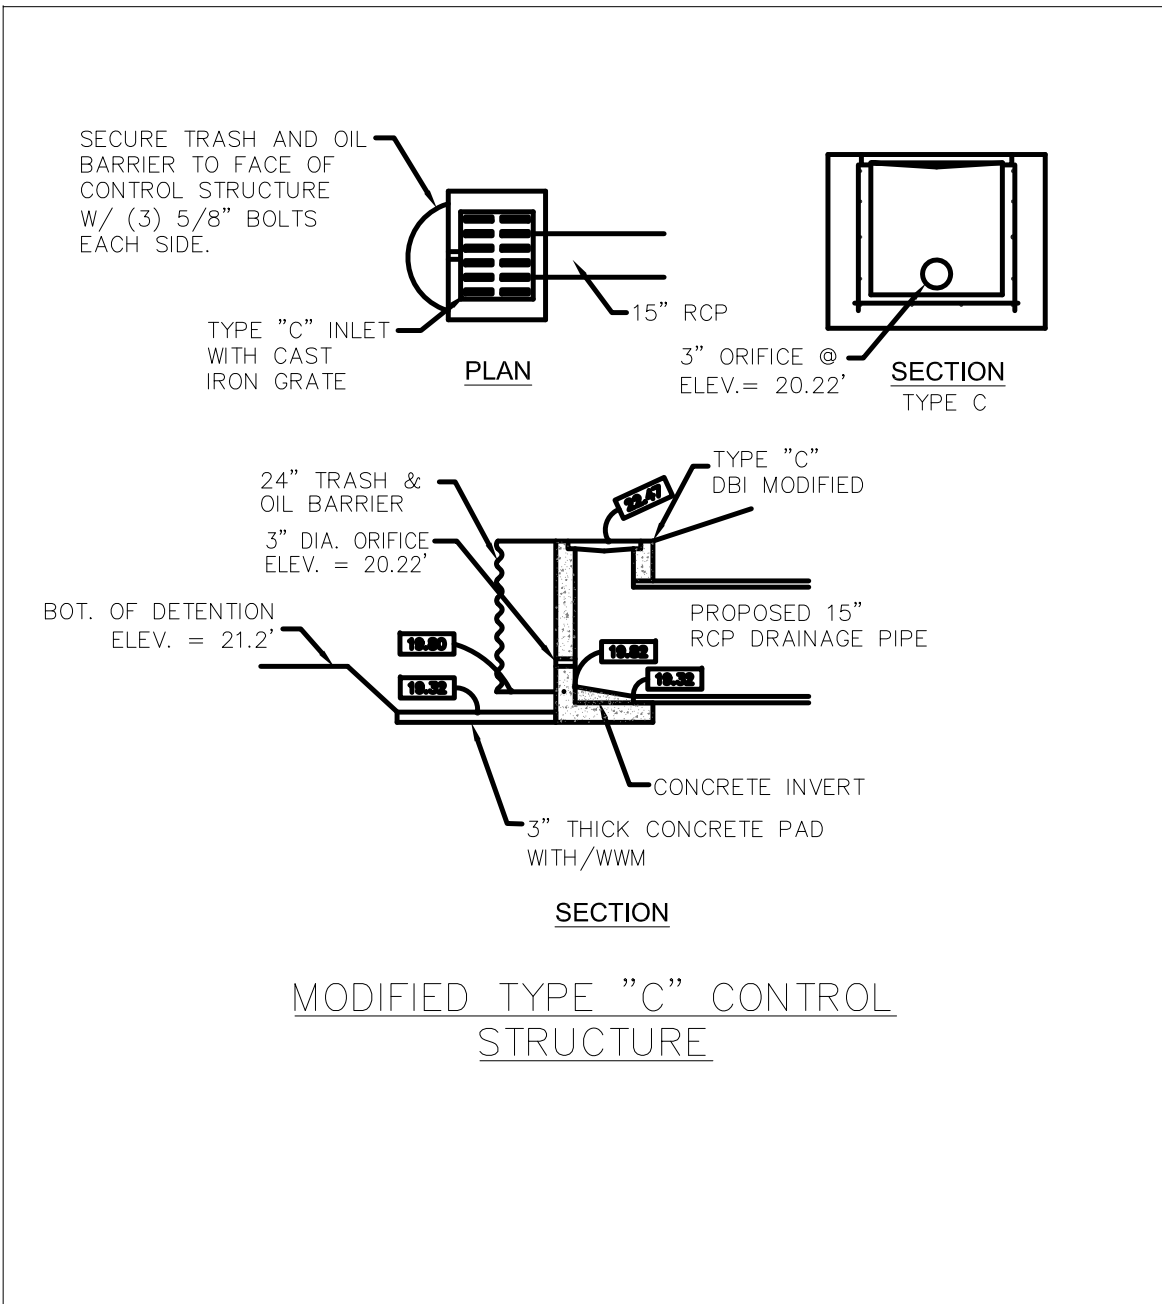 SECURE TRASH AND OIL
BARRIER TO FACE OF
CONTROL STRUCTURE
W/ (3) 5/8" BOLTS
EACH SIDE.
TYPE "C" INLET
WITH CAST
IRON GRATE
15" RCP
PLAN
3" ORIFICE @
ELEV.= 20.22'
SECTION
TYPE C
24" TRASH &
OIL BARRIER
3" DIA. ORIFICE
ELEV. = 20.22'
TYPE "C"
DBI MODIFIED
22.47
BOT. OF DETENTION
ELEV. = 21.2'
PROPOSED 15"
RCP DRAINAGE PIPE
19.32
19.32
CONCRETE INVERT
3" THICK CONCRETE PAD
WITH/WWM
SECTION
MODIFIED TYPE "C" CONTROL
STRUCTURE